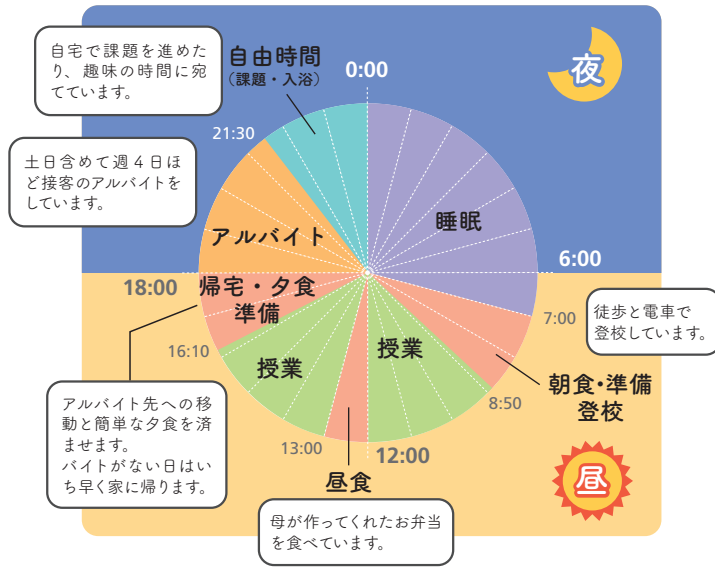 自宅で課題を進めた
り、趣味の時間に宛
てています。
自由時間
（課題・入浴）
0:00
夜
21:30
土日含めて週４日ほ
ど接客のアルバイトを
しています。
アルバイト
睡眠
6:00
18:00
帰宅・夕食
準備
7:00
徒歩と電車で
登校しています。
16:10
授業
授業
朝食・準備
登校
8:50
アルバイト先への移
動と簡単な夕食を済
ませます。
バイトがない日はい
ち早く家に帰ります。
13:00
12:00
昼食
昼
母が作ってくれたお弁当
を食べています。